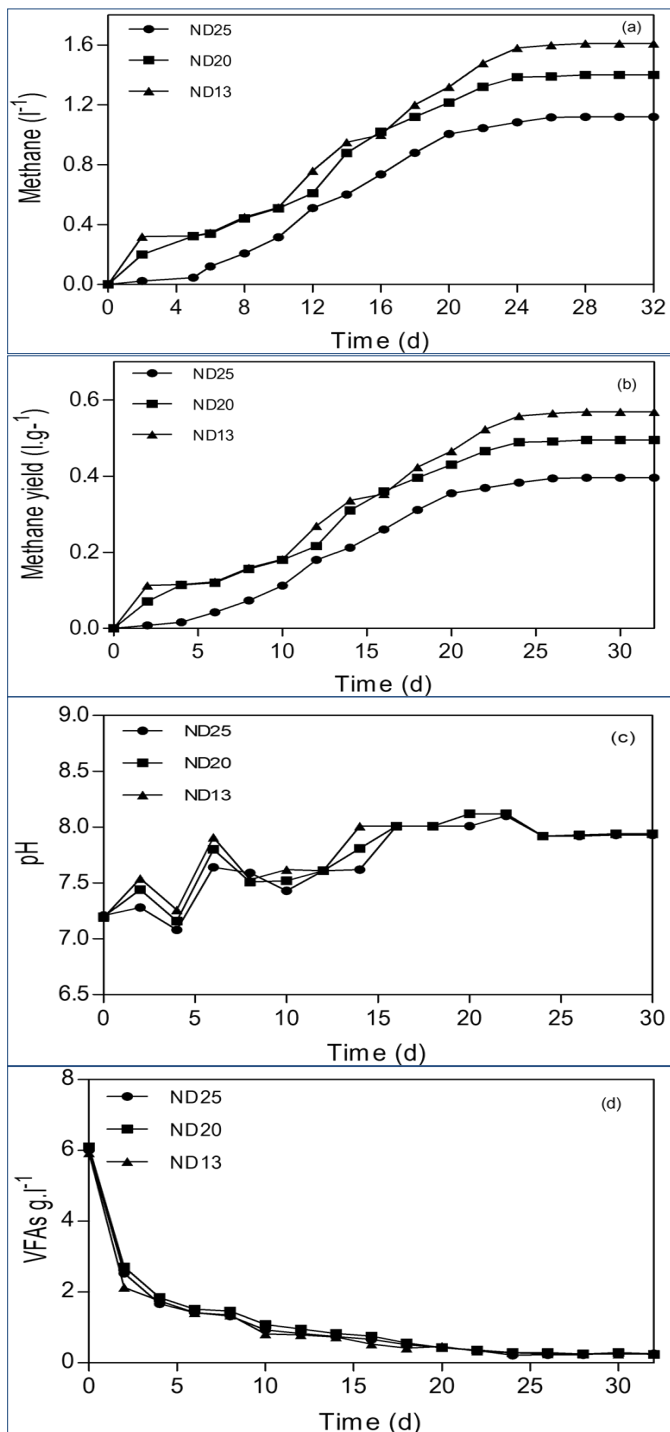 (a)
ND25
ND20
ND13
Methane (l⁻¹)
1.6
1.2
0.8
0.4
0.0
0 4 8 12 16 20 24 28 32
Time (d)
(b)
ND25
ND20
ND13
Methane yield (l.g-¹)
0.6
0.4
0.2
0.0
0 5 10 15 20 25 30
Time (d)
(c)
ND25
ND20
ND13
pH
9.0
8.5
8.0
7.5
7.0
6.5
0 5 10 15 20 25 30
Time (d)
(d)
ND25
ND20
ND13
VFAs g.l⁻¹
8
6
4
2
0
0 5 10 15 20 25 30
Time (d)